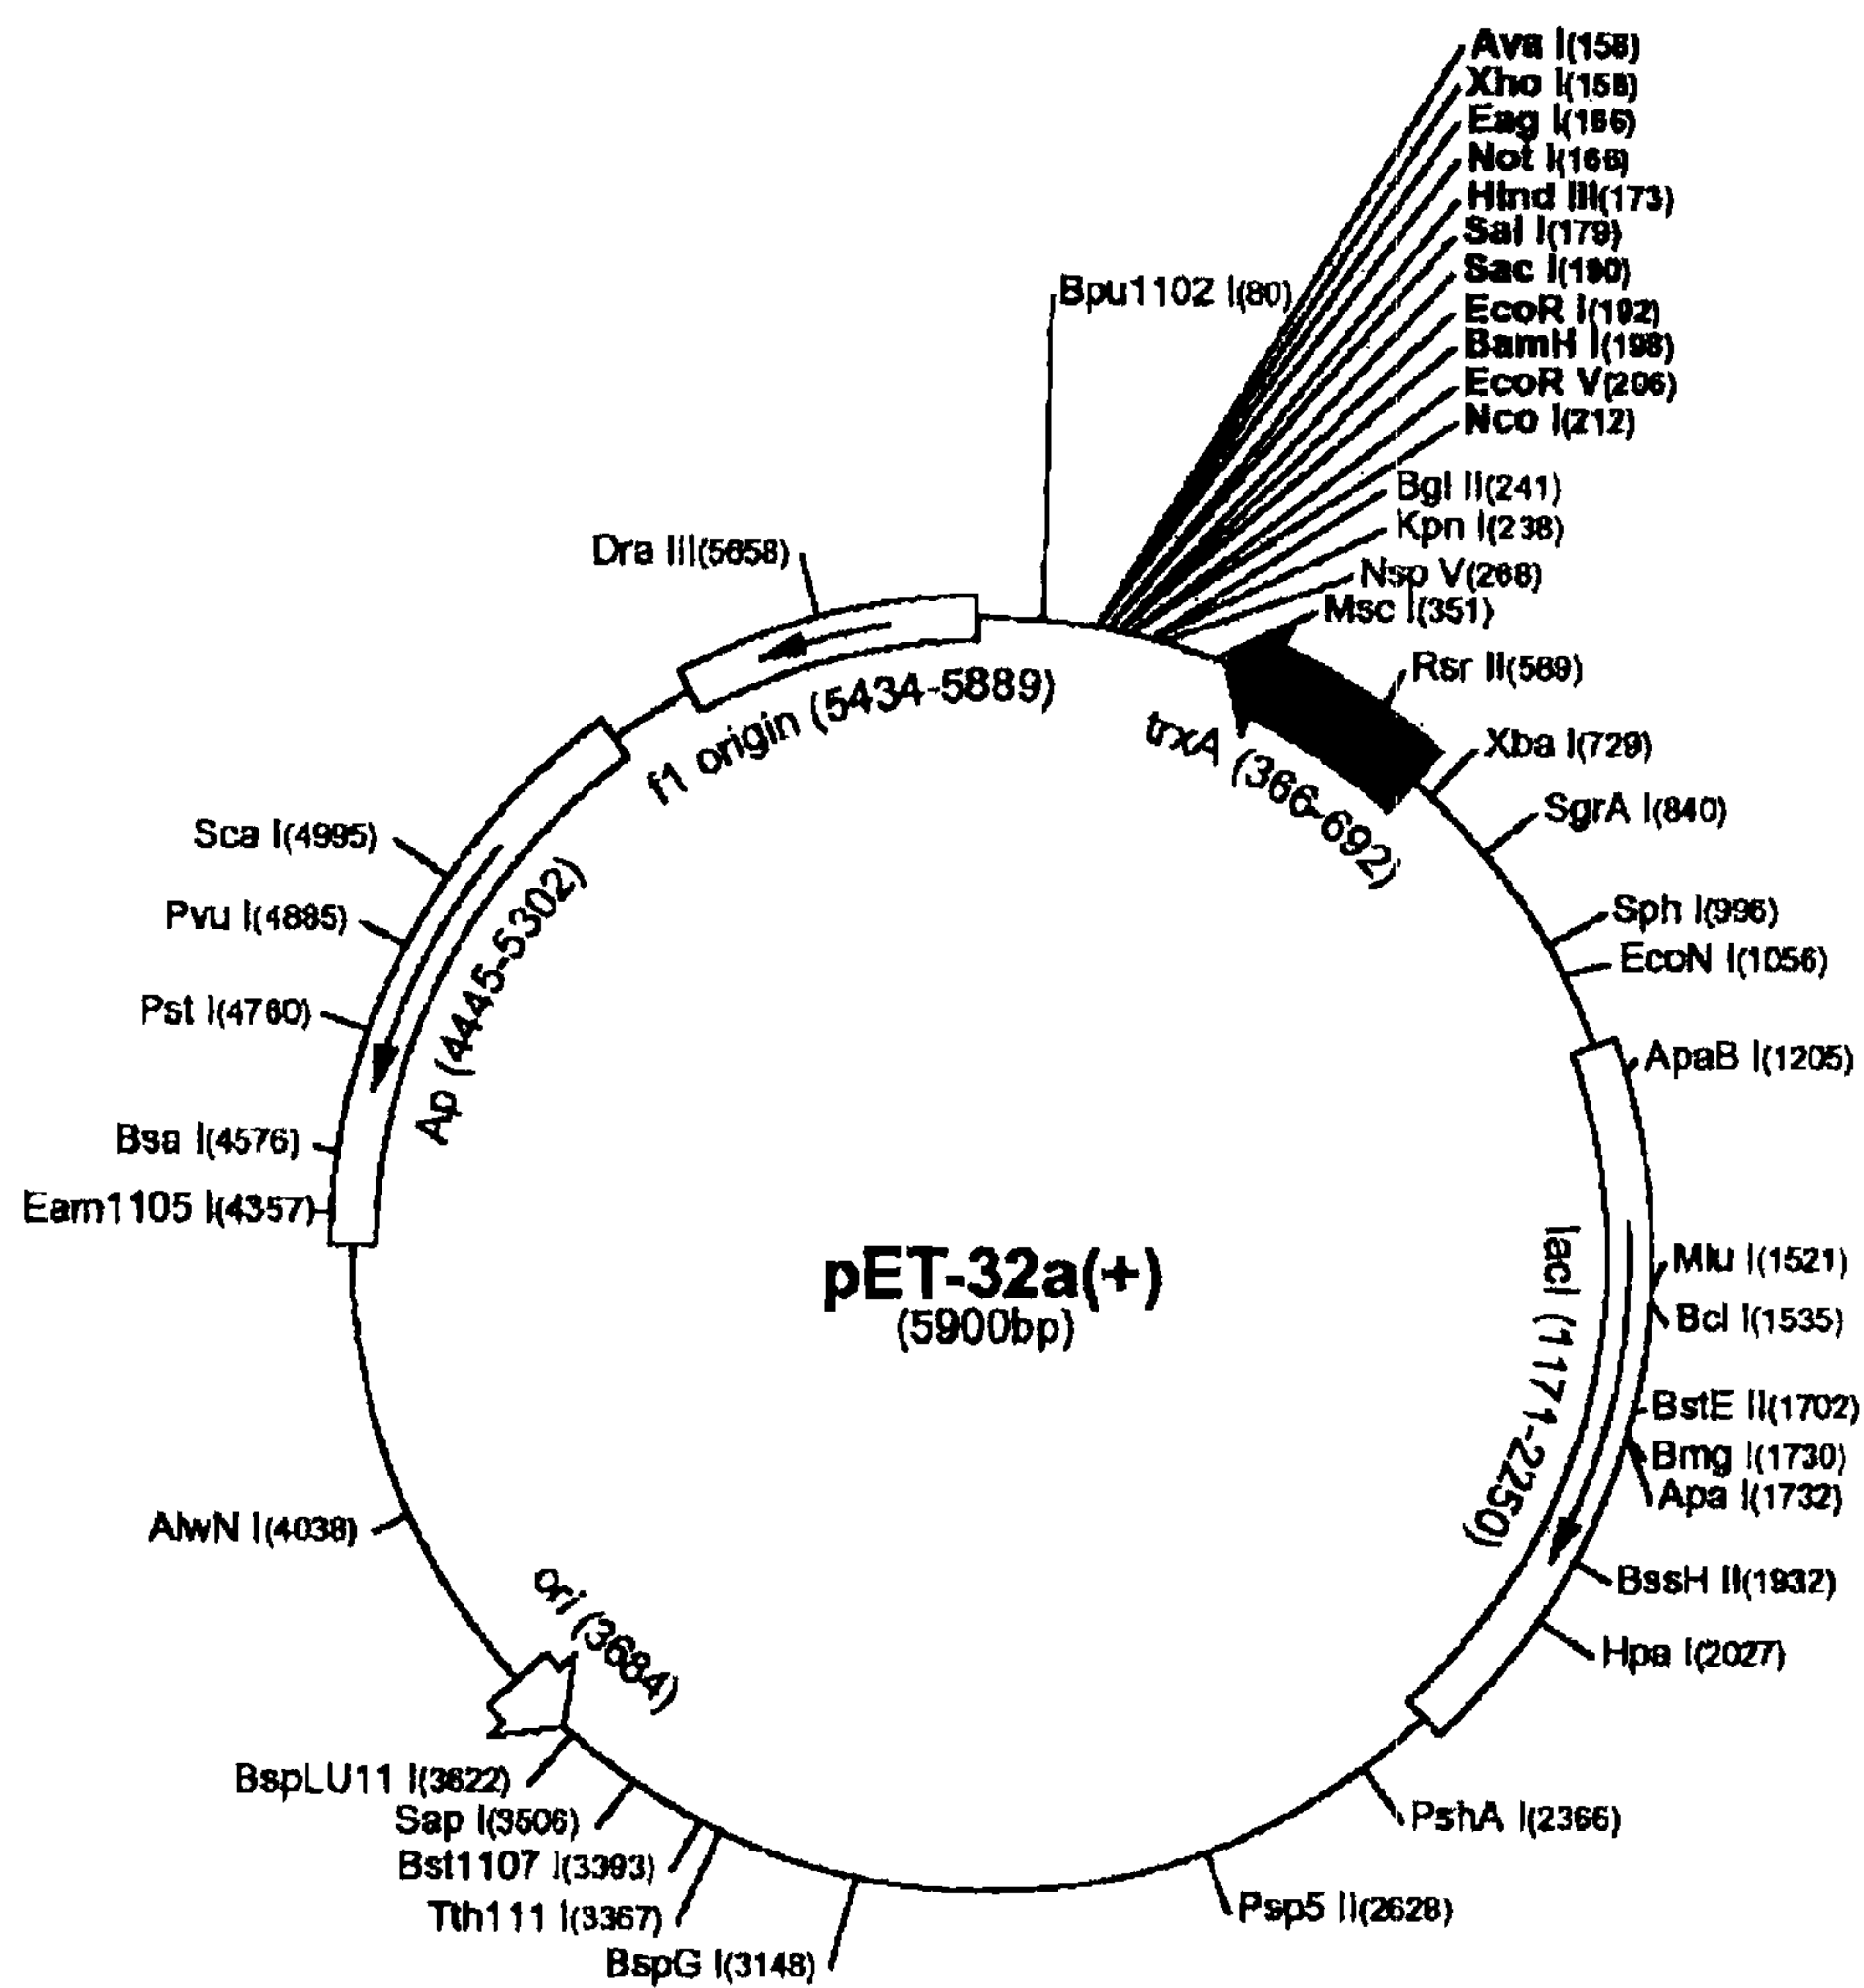 Ava I(158)
Xho I(158)
Eag I(166)
Not I(166)
Hind III(173)
Sal I(179)
Sac I(190)
EcoR I(192)
BamH I(198)
EcoR V(206)
Nco I(212)
Bgl II(241)
Kpn I(238)
Nsp V(268)
Msc I(351)
Rsr II(589)
Xba I(729)
SgrA I(840)
Sph I(996)
EcoN I(1056)
ApaB I(1205)
Mlu I(1521)
Bcl I(1535)
BstE II(1702)
Bmg I(1730)
Apa I(1732)
BssH II(1932)
Hpa I(2027)
PshA I(2366)
Psp5 II(2628)
BspG I(3148)
Tth111 I(3367)
Bst1107 I(3393)
Sap I(3506)
BspLU11 I(3622)
AlwN I(4038)
Eam1105 I(4357)
Bsa I(4576)
Pst I(4760)
Pvu I(4885)
Sca I(4995)
Dra III(5658)
Bpu1102 I(80)
f1 origin (5434-5889)
trxA (366-692)
lacI (1171-2250)
ori (3684)
Ap (4445-5302)
pET-32a(+)
(5900bp)